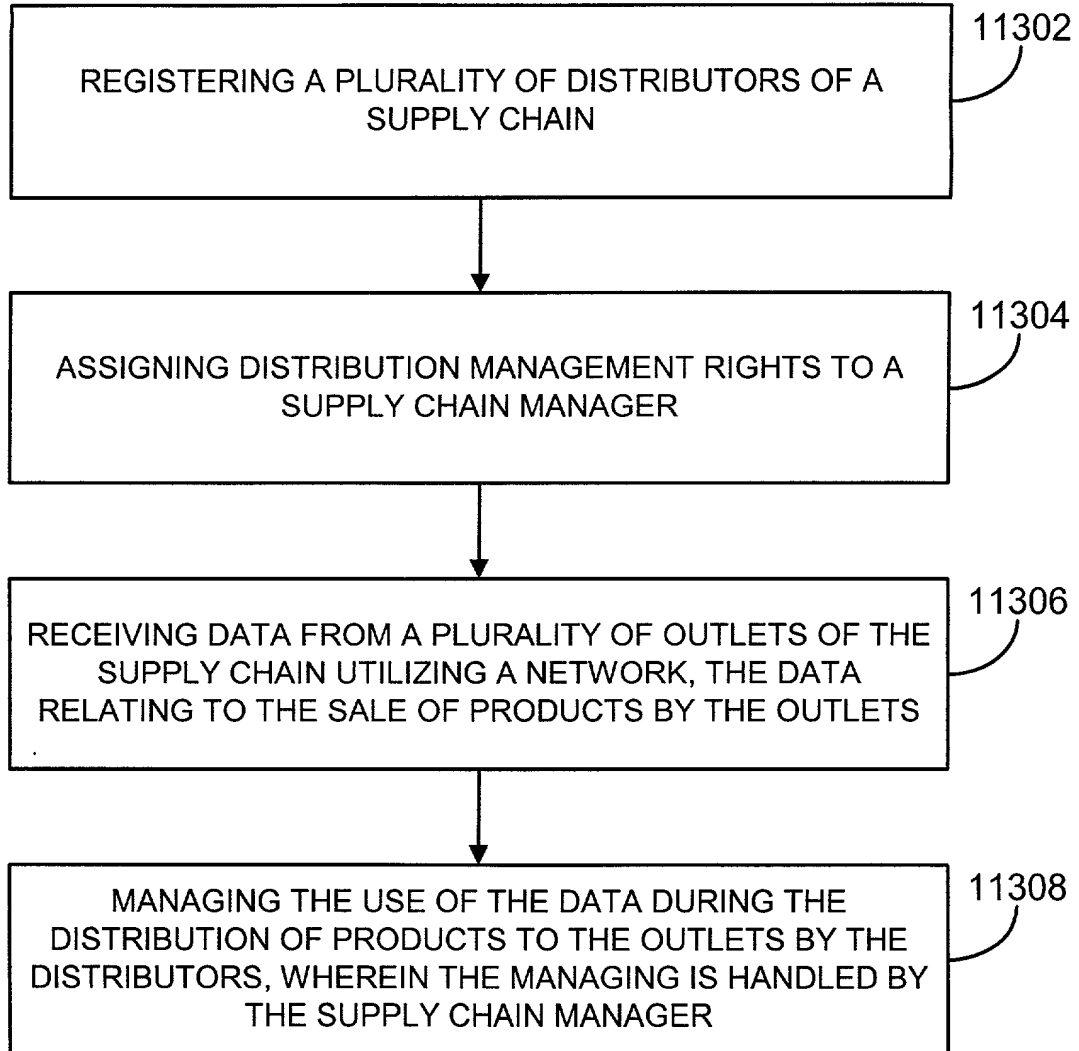 11302
REGISTERING A PLURALITY OF DISTRIBUTORS OF A
SUPPLY CHAIN
11304
ASSIGNING DISTRIBUTION MANAGEMENT RIGHTS TO A
SUPPLY CHAIN MANAGER
11306
RECEIVING DATA FROM A PLURALITY OF OUTLETS OF THE
SUPPLY CHAIN UTILIZING A NETWORK, THE DATA
RELATING TO THE SALE OF PRODUCTS BY THE OUTLETS
11308
MANAGING THE USE OF THE DATA DURING THE
DISTRIBUTION OF PRODUCTS TO THE OUTLETS BY THE
DISTRIBUTORS, WHEREIN THE MANAGING IS HANDLED BY
THE SUPPLY CHAIN MANAGER